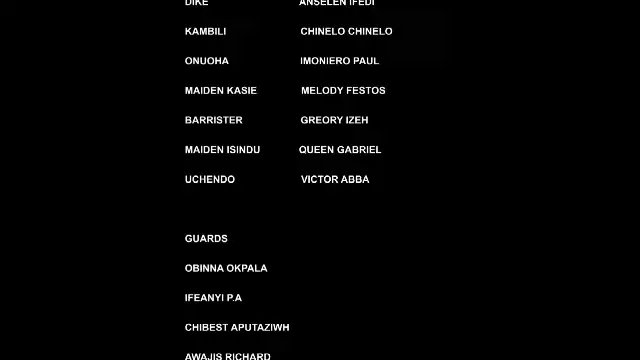 DIKE ANSELEN IFEDI
KAMBILI CHINELO CHINELO
ONUOHA IMONIERO PAUL
MAIDEN KASIE MELODY FESTOS
BARRISTER GREORY IZEH
MAIDEN ISINDU QUEEN GABRIEL
UCHENDO VICTOR ABBA
GUARDS
OBINNA OKPALA
IFEANYI P.A
CHIBEST APUTAZIWH
AWAJIS RICHARD